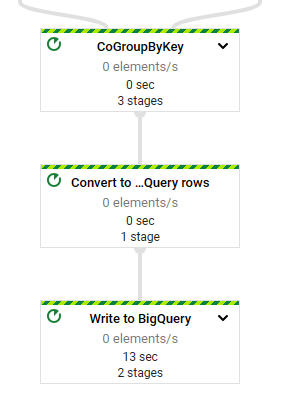 CoGroupByKey
0 elements/s
0 sec
3 stages
Convert to ...Query rows
0 elements/s
0 sec
1 stage
Write to BigQuery
0 elements/s
13 sec
2 stages